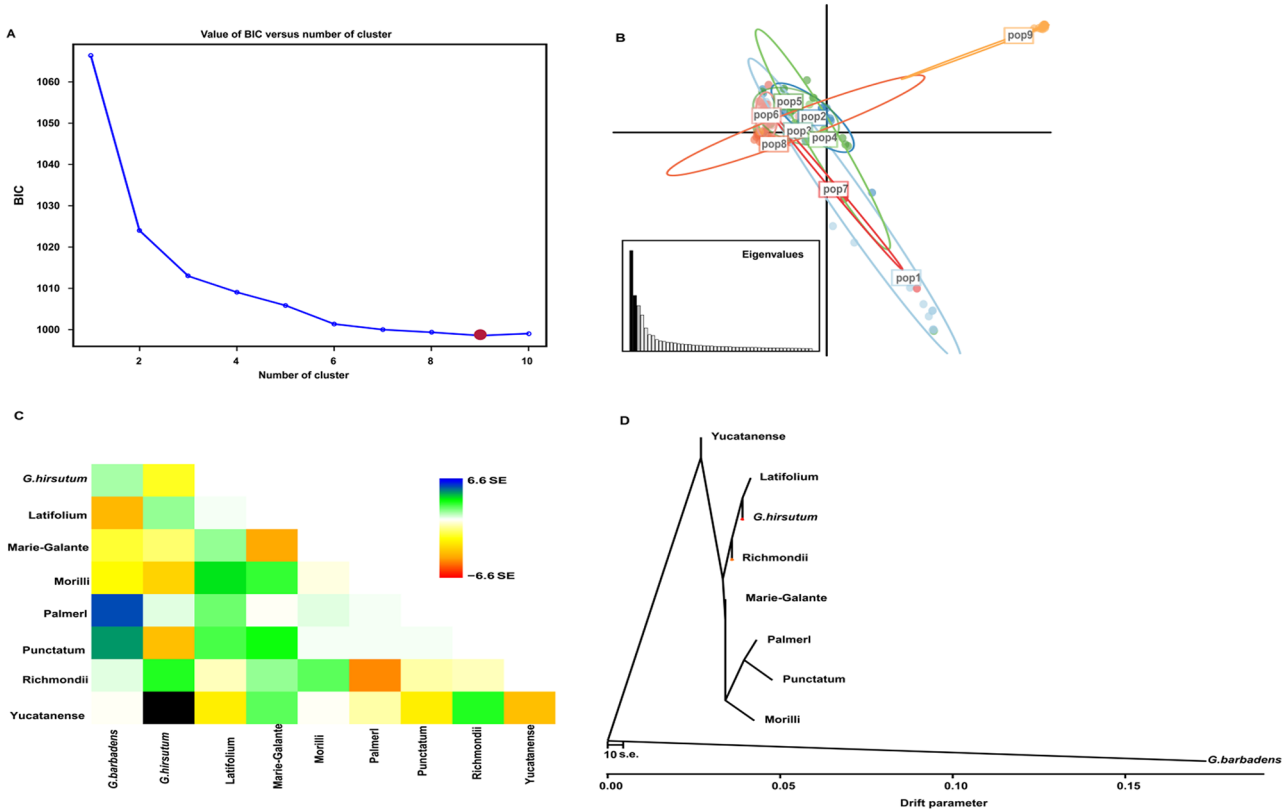 A
Value of BIC versus number of cluster
BIC
1060
1050
1040
1030
1020
1010
1000
2
4
6
8
10
Number of cluster
B
pop9
pop5
pop6
pop2
pop3
pop4
pop8
pop7
pop1
Eigenvalues
C
G.hirsutum
Latifolium
Marie-Galante
Morilli
Palmerl
Punctatum
Richmondii
Yucatanense
6.6 SE
−6.6 SE
G.barbadens
G.hirsutum
Latifolium
Marie-Galante
Morilli
Palmerl
Punctatum
Richmondii
Yucatanense
D
Yucatanense
Latifolium
G.hirsutum
Richmondii
Marie-Galante
Palmerl
Punctatum
Morilli
G.barbadens
10 s.e.
0.00
0.05
0.10
0.15
Drift parameter